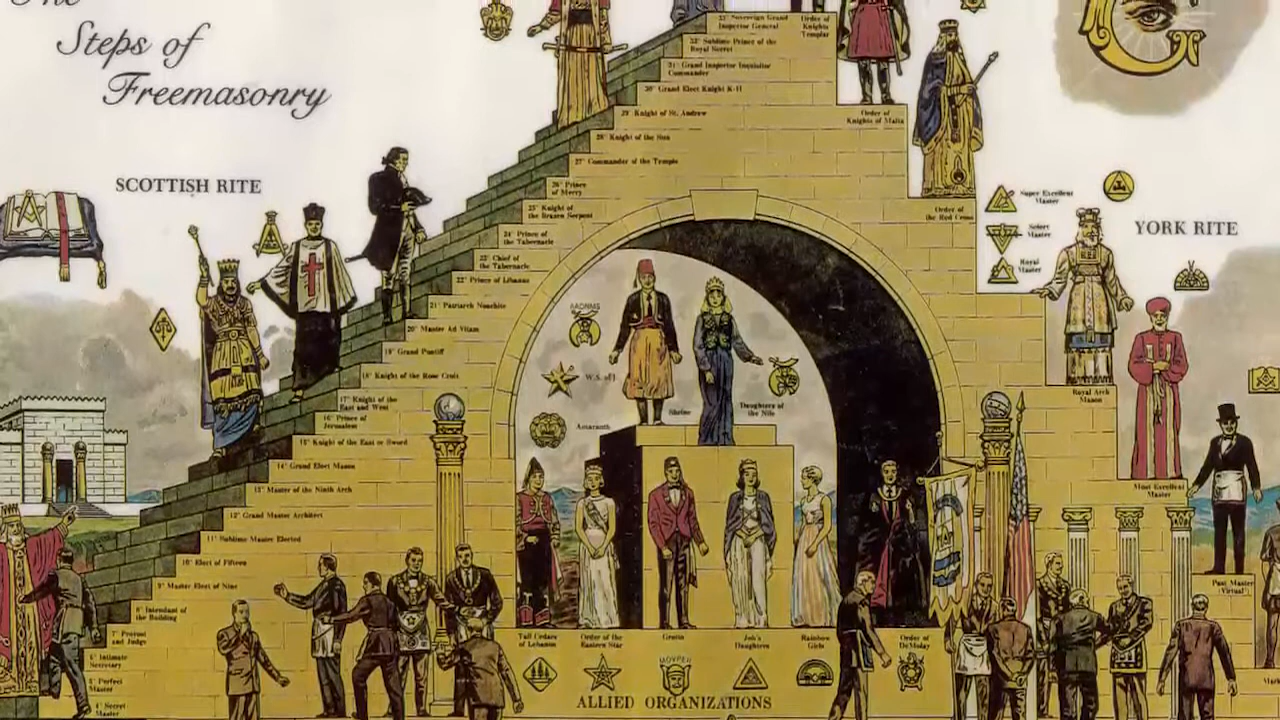 The
Steps of
Freemasonry
SCOTTISH RITE
YORK RITE
33° Sovereign Grand
Inspector General
Order of
Knights
Templar
32° Sublime Prince of the
Royal Secret
31° Grand Inspector Inquisitor
Commander
30° Grand Elect Knight K-H
29° Knight of St. Andrew
28° Knight of the Sun
27° Commander of the Temple
26° Prince
of Mercy
25° Knight of
the Brazen Serpent
24° Prince of
the Tabernacle
23° Chief of
the Tabernacle
22° Prince of Libanus
21° Patriarch Noachite
20° Master Ad Vitam
19° Grand Pontiff
18° Knight of the Rose Croix
17° Knight of the
East and West
16° Prince of
Jerusalem
15° Knight of the East or Sword
14° Grand Elect Mason
13° Master of the Ninth Arch
12° Grand Master Architect
11° Sublime Master Elected
10° Elect of Fifteen
9° Master Elect of Nine
8° Intendant of
the Building
7° Provost
and Judge
6° Intimate
Secretary
5° Perfect
Master
4° Secret
Master
Order of
Knights of Malta
Order of
the Red Cross
Super Excellent
Master
Select
Master
Royal
Master
Royal Arch
Mason
Most Excellent
Master
Past Master
(Virtual)
Mark
AAONMS
W.S. of J.
Amaranth
Shrine
Daughters of
the Nile
Tall Cedars
of Lebanon
Order of the
Eastern Star
Grotto
Job's
Daughters
Rainbow
Girls
Order of
DeMolay
MOVPER
ALLIED ORGANIZATIONS
G